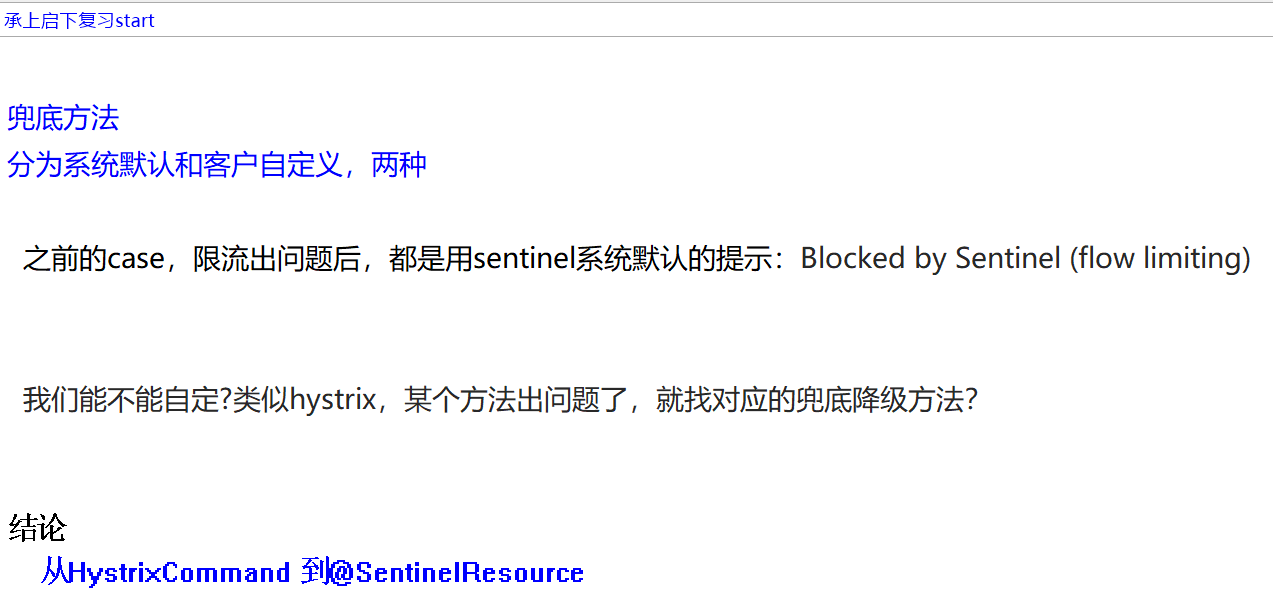 承上启下复习start
兜底方法
分为系统默认和客户自定义，两种
之前的case，限流出问题后，都是用sentinel系统默认的提示：Blocked by Sentinel (flow limiting)
我们能不能自定?类似hystrix，某个方法出问题了，就找对应的兜底降级方法?
结论
从HystrixCommand 到@SentinelResource